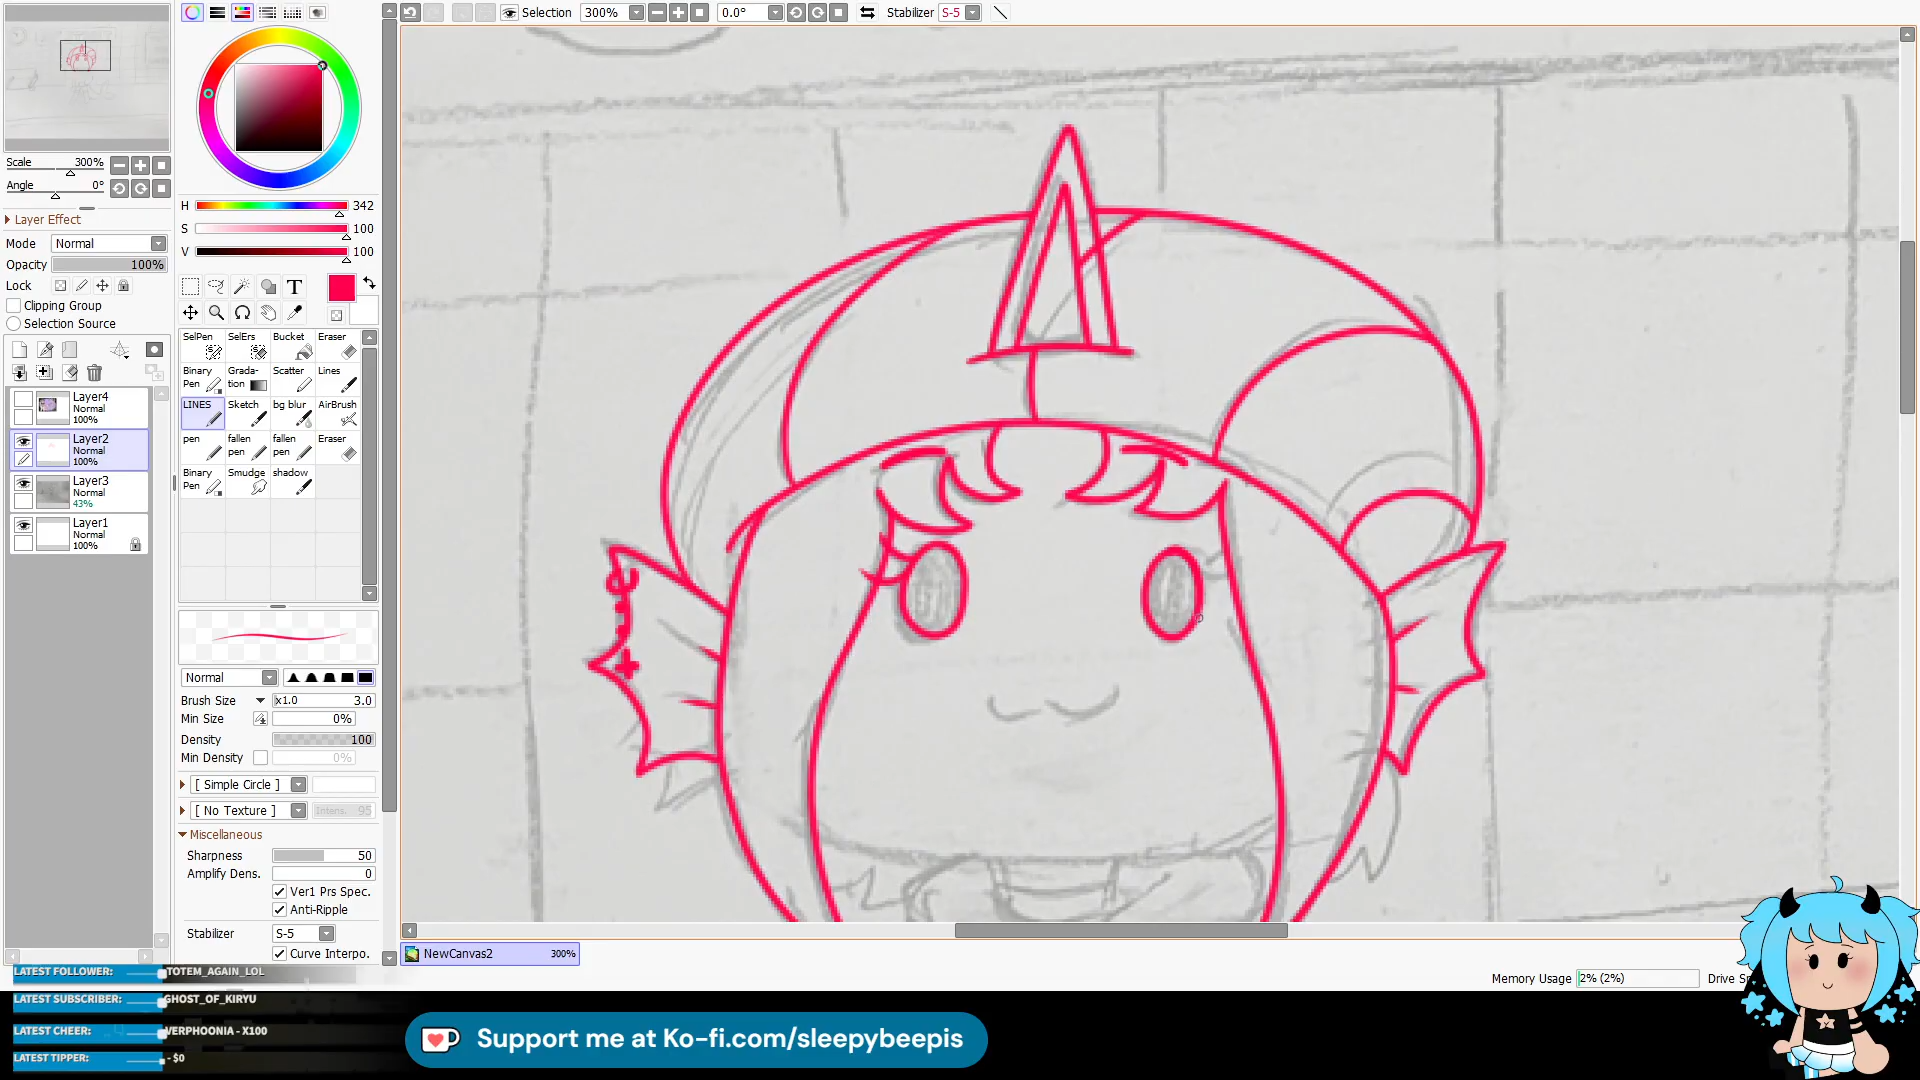 Selection 300% 0.0° Stabilizer S-5
Scale 300%
Angle 0°
Layer Effect
Mode Normal
Opacity 100%
Lock
Clipping Group
Selection Source
Layer4
Normal
100%
Layer2
Normal
100%
Layer3
Normal
43%
Layer1
Normal
100%
H 342
S 100
V 100
T
SelPen SelErs Bucket Eraser
Binary Pen Grada-tion Scatter Lines
LINES Sketch bg blur AirBrush
pen fallen pen fallen pen Eraser
Binary Pen Smudge shadow
Normal
Brush Size x1.0 3.0
Min Size 0%
Density 100
Min Density 0%
[ Simple Circle ]
[ No Texture ] Intens. 95
Miscellaneous
Sharpness 50
Amplify Dens. 0
Ver1 Prs Spec.
Anti-Ripple
Stabilizer S-5
Curve Interpo.
NewCanvas2 300%
Memory Usage 2% (2%)
LATEST FOLLOWER: TOTEM_AGAIN_LOL
LATEST SUBSCRIBER: GHOST_OF_KIRYU
LATEST CHEER: VERPHOONIA - X100
LATEST TIPPER: - $0
Support me at Ko-fi.com/sleepybeepis